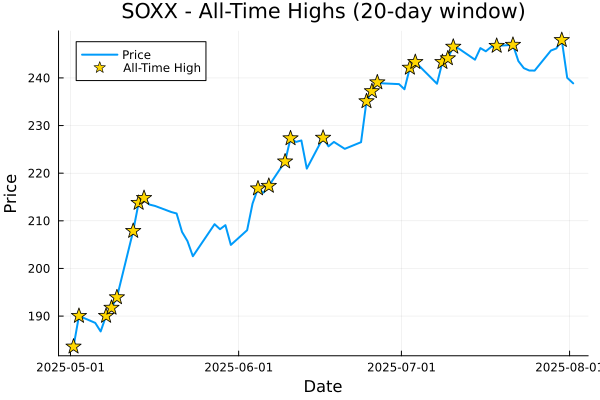 SOXX - All-Time Highs (20-day window)
Price
All-Time High
240
230
220
210
200
190
Price
2025-05-01
2025-06-01
2025-07-01
2025-08-01
Date